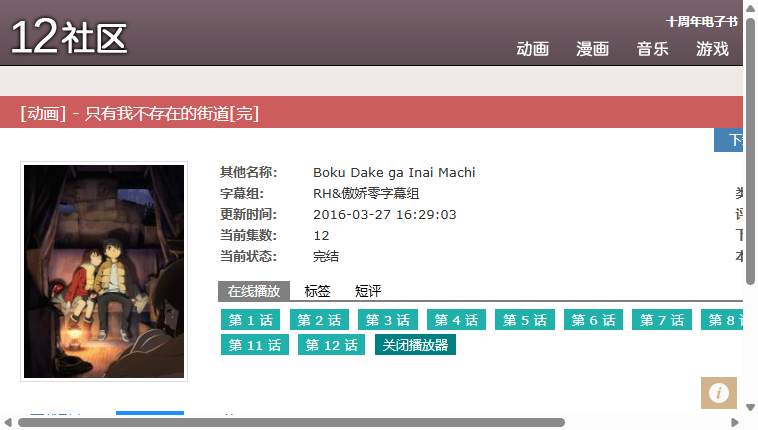 12社区
十周年电子书
动画 漫画 音乐 游戏
[动画] - 只有我不存在的街道[完]
其他名称: Boku Dake ga Inai Machi
字幕组: RH&傲娇零字幕组
更新时间: 2016-03-27 16:29:03
当前集数: 12
当前状态: 完结
在线播放 标签 短评
第 1 话 第 2 话 第 3 话 第 4 话 第 5 话 第 6 话 第 7 话 第 8
第 11 话 第 12 话 关闭播放器